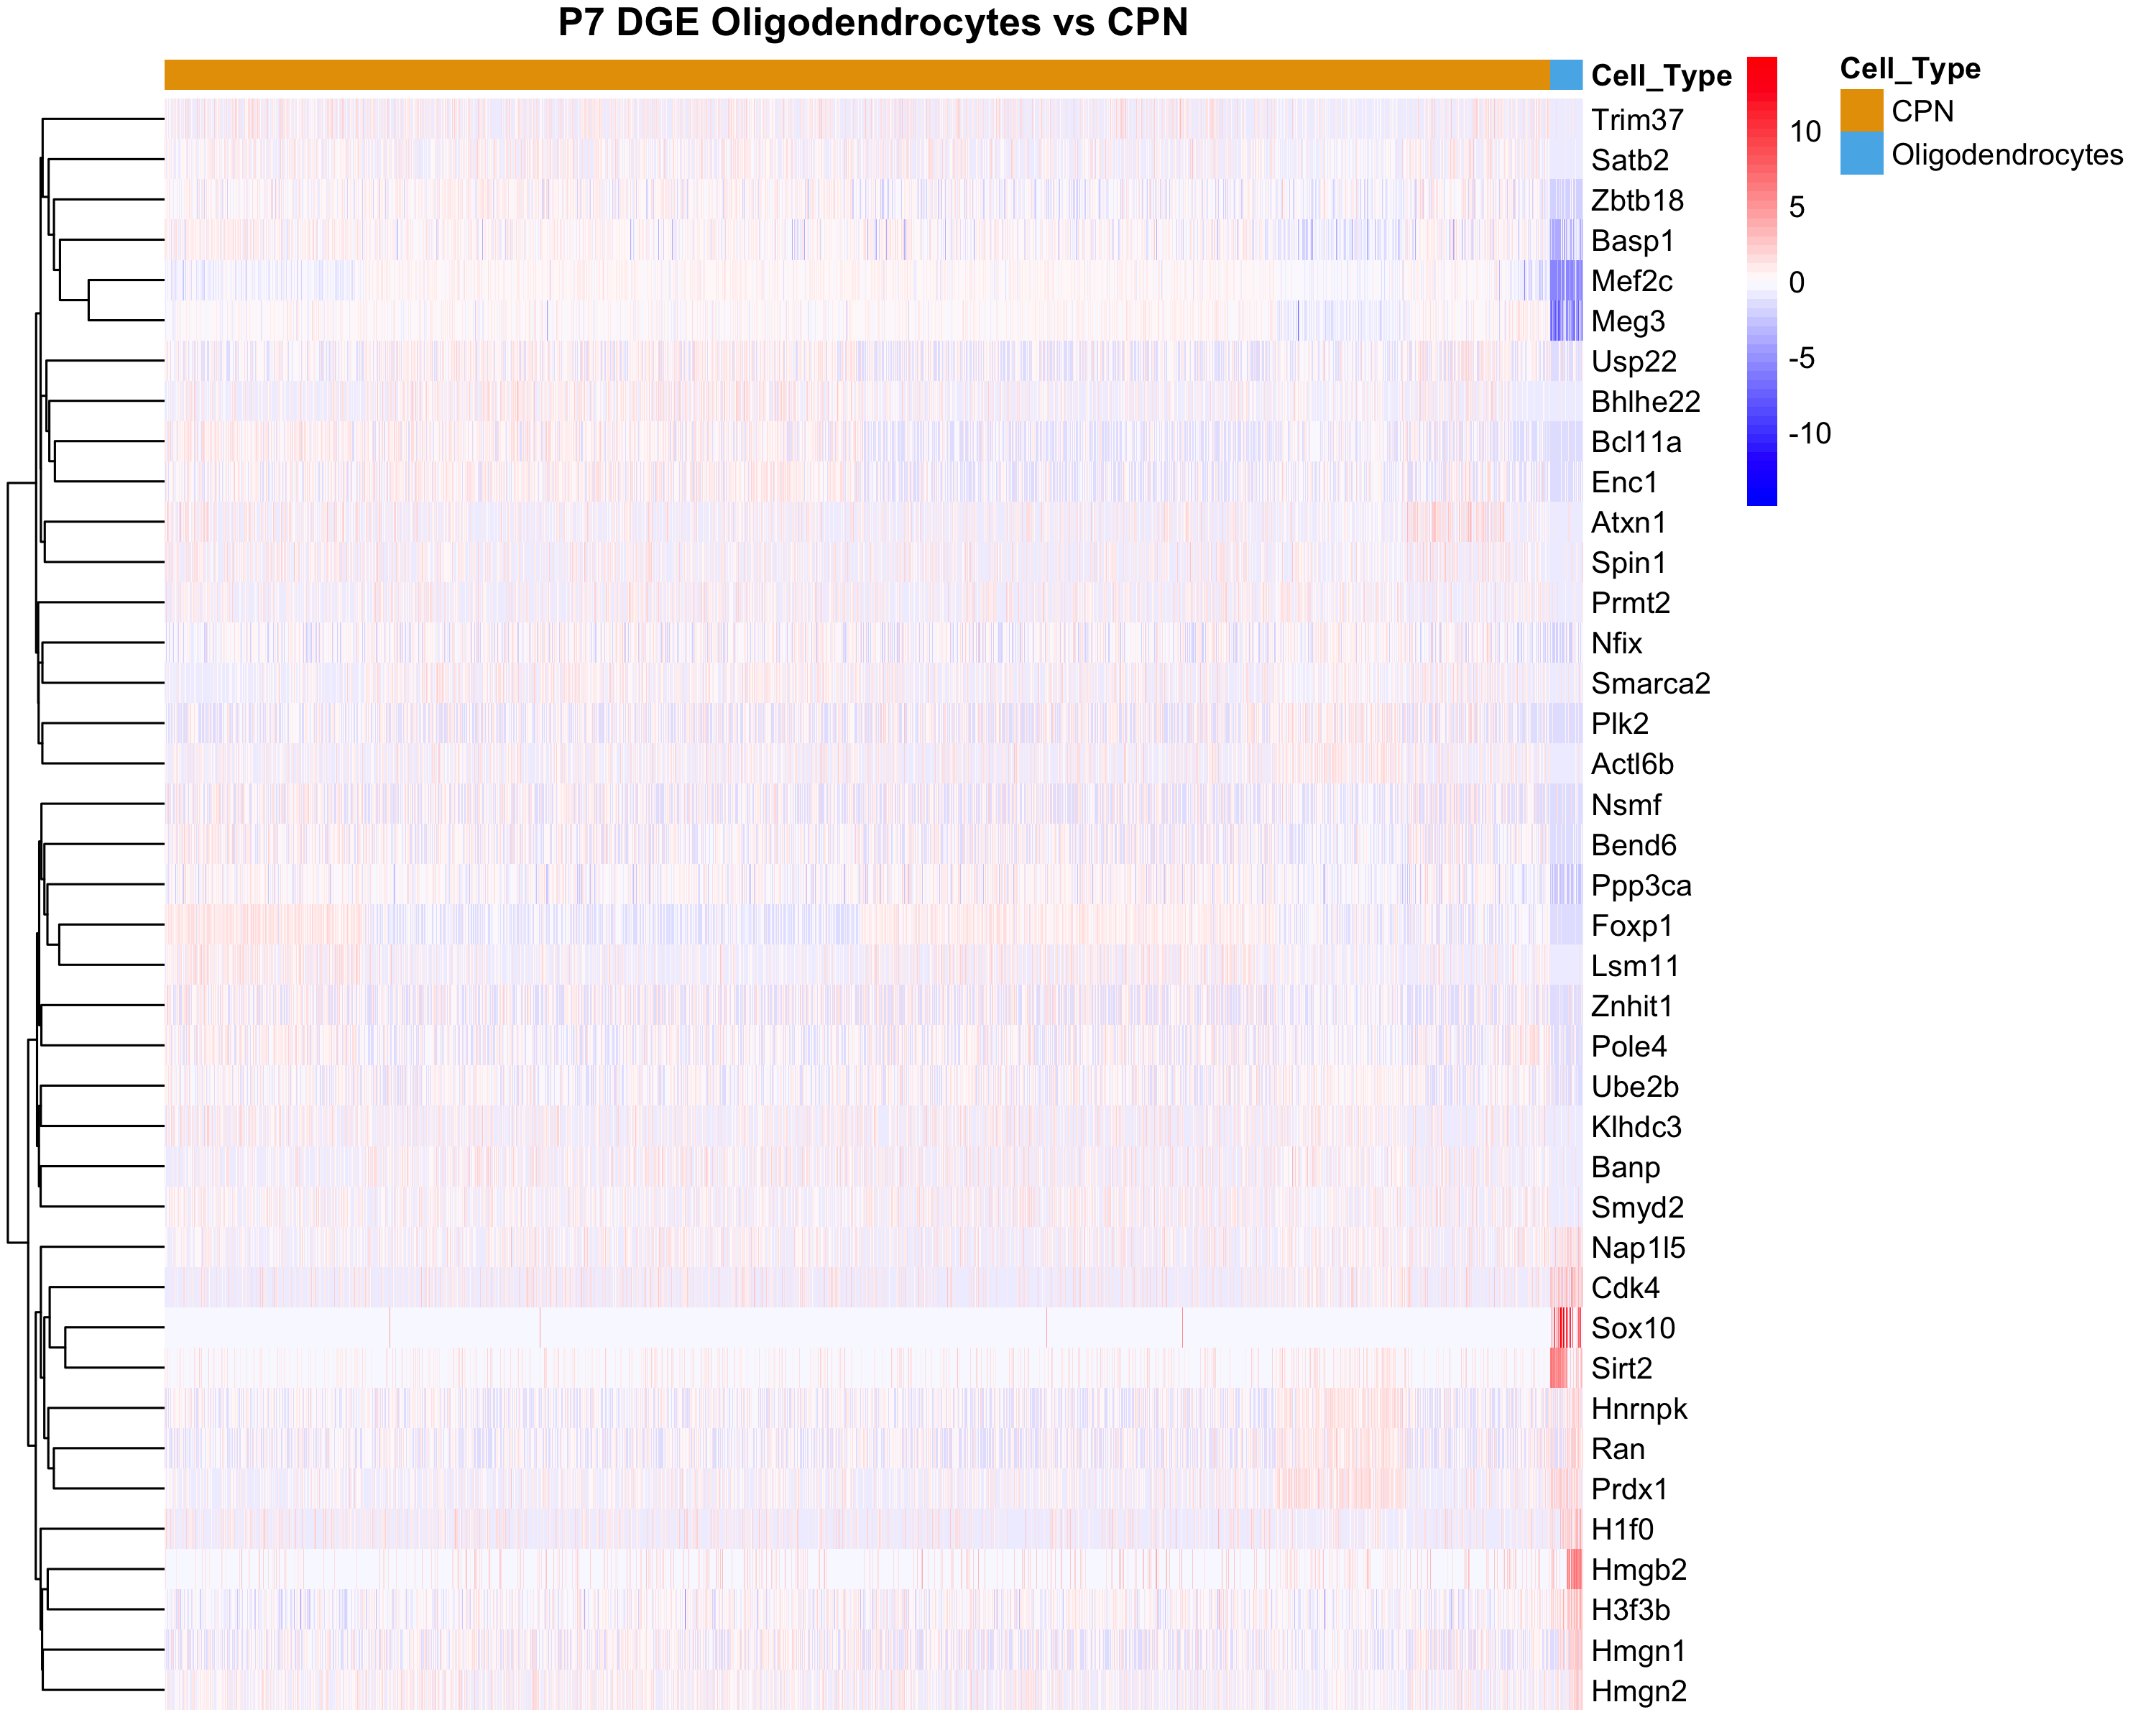 P7 DGE Oligodendrocytes vs CPN
Cell_Type
Trim37
Satb2
Zbtb18
Basp1
Mef2c
Meg3
Usp22
Bhlhe22
Bcl11a
Enc1
Atxn1
Spin1
Prmt2
Nfix
Smarca2
Plk2
Actl6b
Nsmf
Bend6
Ppp3ca
Foxp1
Lsm11
Znhit1
Pole4
Ube2b
Klhdc3
Banp
Smyd2
Nap1l5
Cdk4
Sox10
Sirt2
Hnrnpk
Ran
Prdx1
H1f0
Hmgb2
H3f3b
Hmgn1
Hmgn2
10
5
0
-5
-10
Cell_Type
CPN
Oligodendrocytes